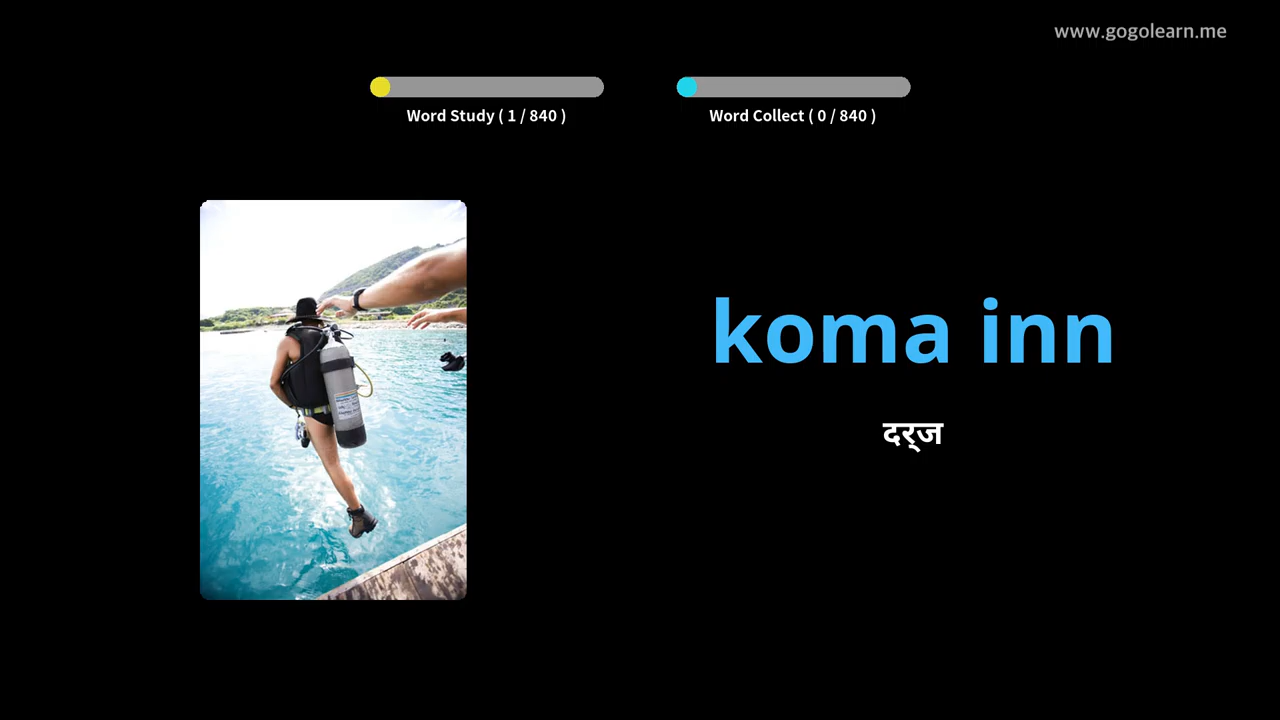 www.gogolearn.me
Word Study ( 1 / 840 )
Word Collect ( 0 / 840 )
koma inn
दर्ज